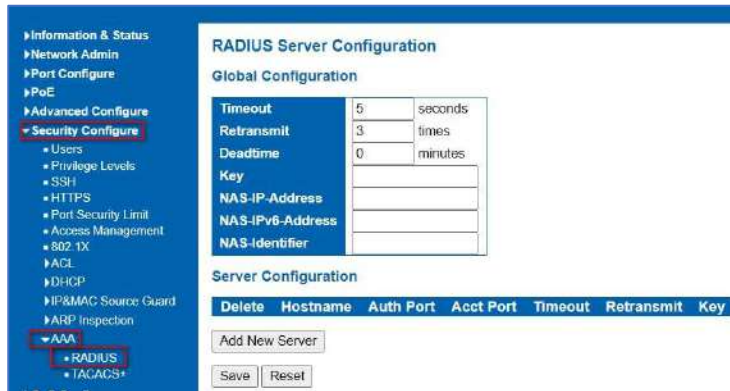 Information & Status
Network Admin
Port Configure
PoE
Advanced Configure
Security Configure
Users
Privilege Levels
SSH
HTTPS
Port Security Limit
Access Management
802.1X
ACL
DHCP
IP&MAC Source Guard
ARP Inspection
AAA
RADIUS
TACACS+
RADIUS Server Configuration
Global Configuration
Timeout 5 seconds
Retransmit 3 times
Deadtime 0 minutes
Key
NAS-IP-Address
NAS-IPv6-Address
NAS-Identifier
Server Configuration
Delete Hostname Auth Port Acct Port Timeout Retransmit Key
Add New Server
Save Reset